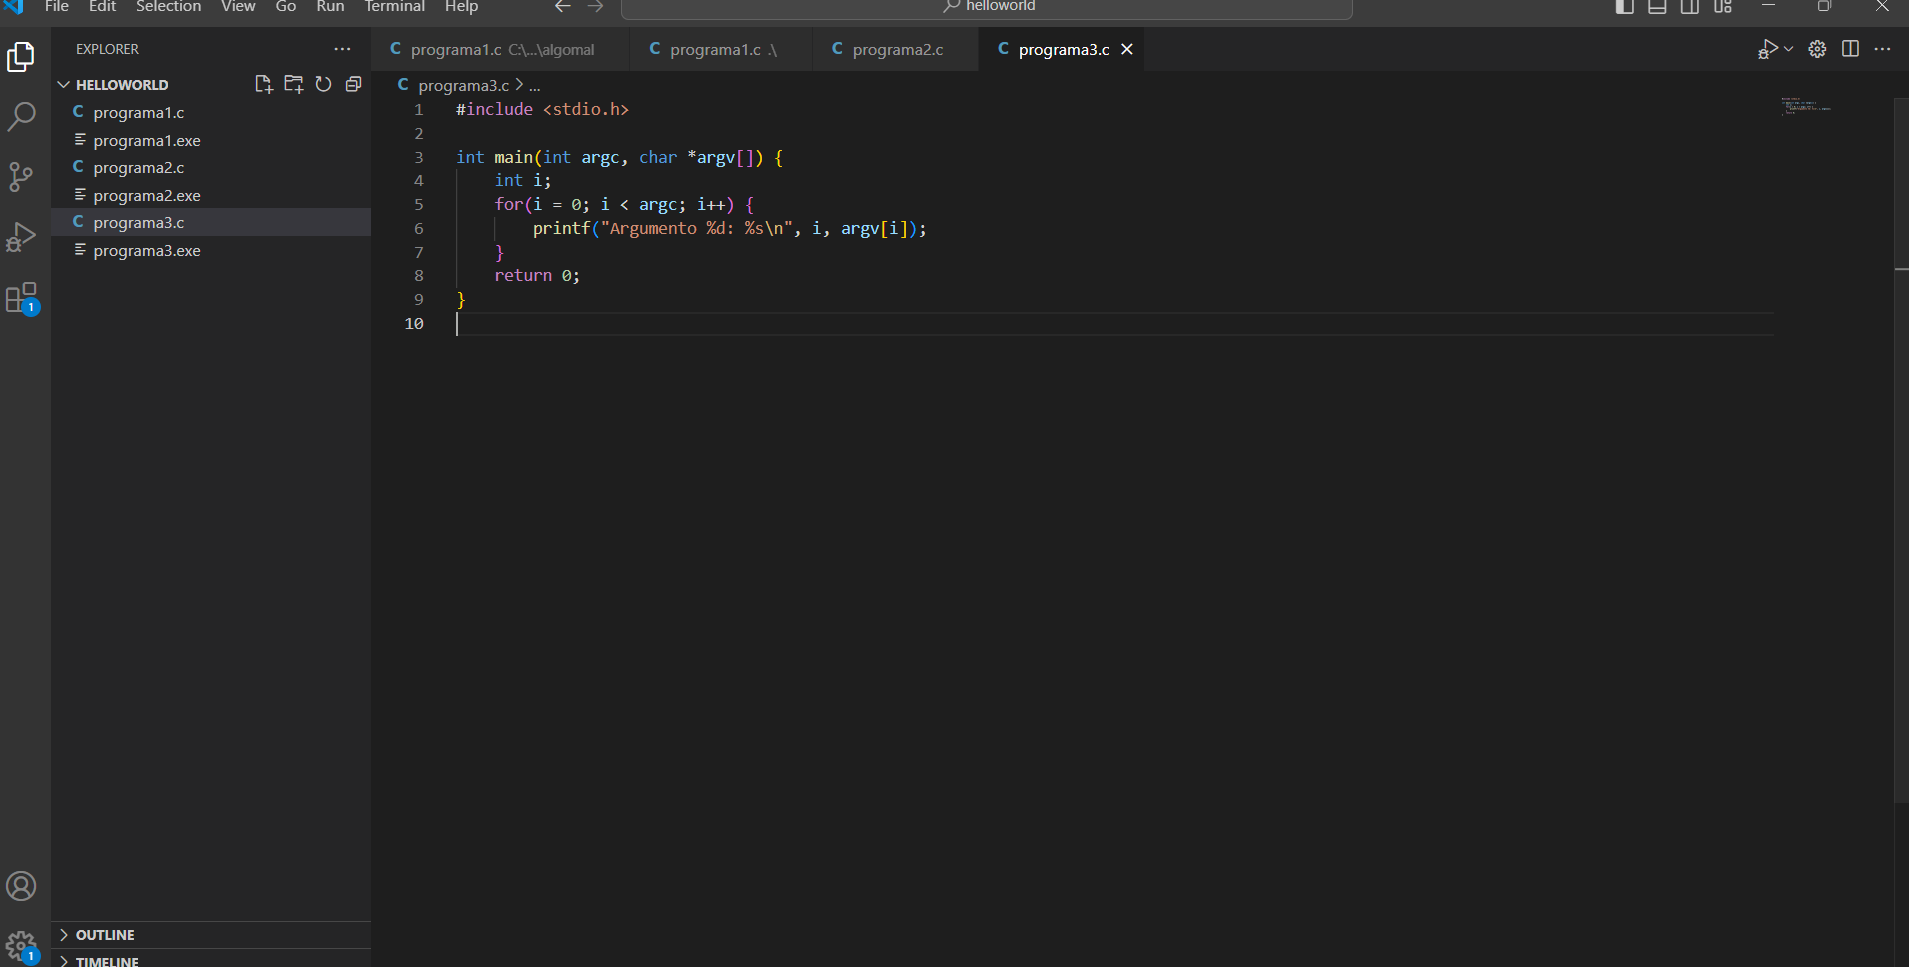 File Edit Selection View Go Run Terminal Help helloworld
EXPLORER
HELLOWORLD
C programa1.c
programa1.exe
C programa2.c
programa2.exe
C programa3.c
programa3.exe
OUTLINE
TIMELINE
1
1
C programa1.c C:\...\algomal C programa1.c .\ C programa2.c C programa3.c
C programa3.c > ...
1 #include <stdio.h>
2
3 int main(int argc, char *argv[]) {
4     int i;
5     for(i = 0; i < argc; i++) {
6         printf("Argumento %d: %s\n", i, argv[i]);
7     }
8     return 0;
9 }
10